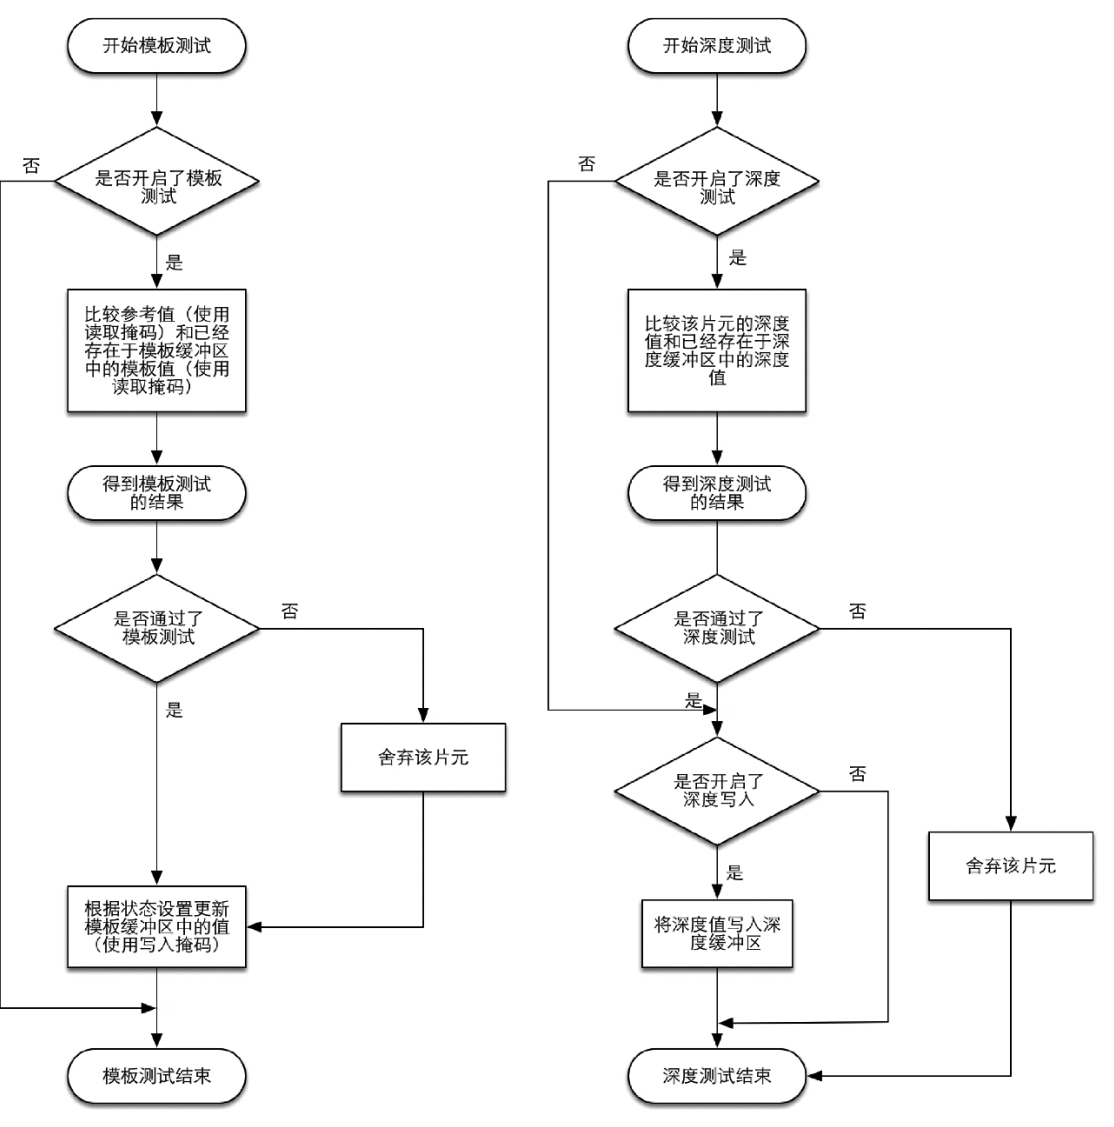 开始模板测试
否
是否开启了模板
测试
是
比较参考值（使用
读取掩码）和已经
存在于模板缓冲区
中的模板值（使用
读取掩码）
得到模板测试
的结果
是否通过了
模板测试
否
是
舍弃该片元
根据状态设置更新
模板缓冲区中的值
（使用写入掩码）
模板测试结束
开始深度测试
否
是否开启了深度
测试
是
比较该片元的深度
值和已经存在于深
度缓冲区中的深度
值
得到深度测试
的结果
是否通过了
深度测试
否
是
是否开启了
深度写入
否
是
舍弃该片元
将深度值写入深
度缓冲区
深度测试结束